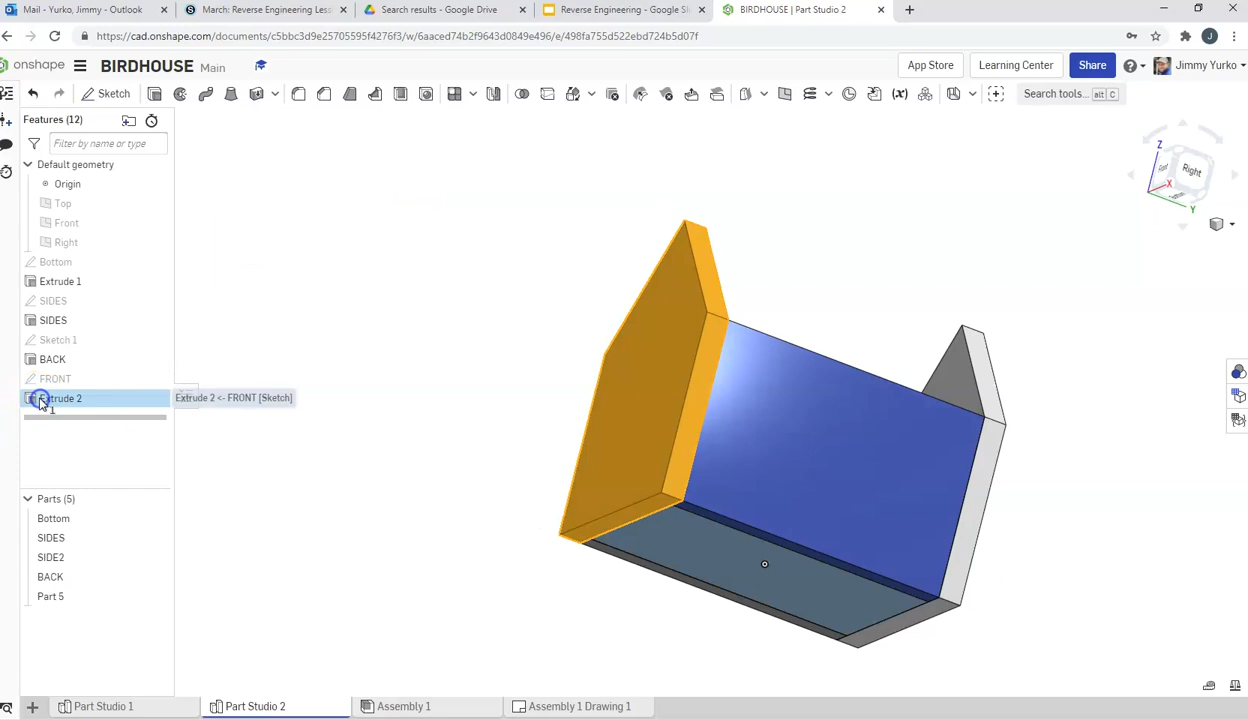 Mail - Yurko, Jimmy - Outlook
March: Reverse Engineering Less
Search results - Google Drive
Reverse Engineering - Google Sl
BIRDHOUSE | Part Studio 2
https://cad.onshape.com/documents/c5bbc3d9e25705595f4276f3/w/6aaced74b2f9643d0849e496/e/498fa755d522ebd724b5d07f
J
onshape
BIRDHOUSE
Main
App Store
Learning Center
Share
Jimmy Yurko
Sketch
(x)
Search tools...
alt
C
Features (12)
Filter by name or type
Default geometry
Origin
Top
Front
Right
Bottom
Extrude 1
SIDES
SIDES
Sketch 1
BACK
FRONT
Extrude 2
Extrude 2 <- FRONT [Sketch]
1
Parts (5)
Bottom
SIDES
SIDE2
BACK
Part 5
Z
Front
Right
X
Y
Part Studio 1
Part Studio 2
Assembly 1
Assembly 1 Drawing 1